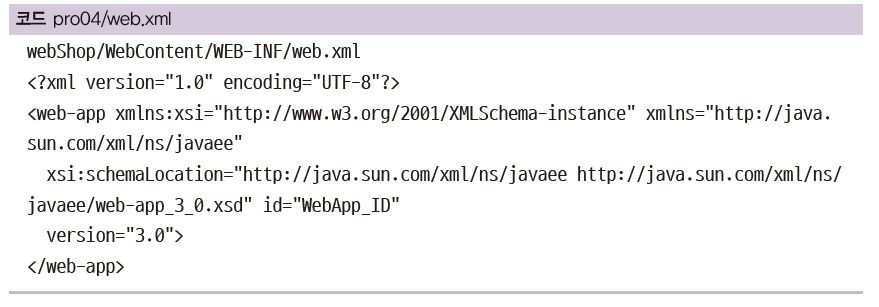 코드 pro04/web.xml
webShop/WebContent/WEB-INF/web.xml
<?xml version="1.0" encoding="UTF-8"?>
<web-app xmlns:xsi="http://www.w3.org/2001/XMLSchema-instance" xmlns="http://java.
sun.com/xml/ns/javaee"
  xsi:schemaLocation="http://java.sun.com/xml/ns/javaee http://java.sun.com/xml/ns/
javaee/web-app_3_0.xsd" id="WebApp_ID"
  version="3.0">
</web-app>